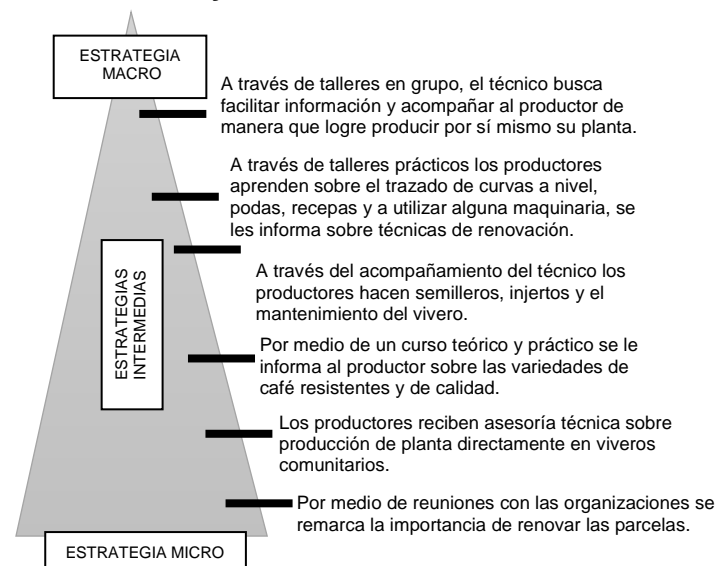 ESTRATEGIA
MACRO
A través de talleres en grupo, el técnico busca
facilitar información y acompañar al productor de
manera que logre producir por sí mismo su planta.
A través de talleres prácticos los productores
aprenden sobre el trazado de curvas a nivel,
podas, recepas y a utilizar alguna maquinaria, se
les informa sobre técnicas de renovación.
ESTRATEGIAS
INTERMEDIAS
A través del acompañamiento del técnico los
productores hacen semilleros, injertos y el
mantenimiento del vivero.
Por medio de un curso teórico y práctico se le
informa al productor sobre las variedades de
café resistentes y de calidad.
Los productores reciben asesoría técnica sobre
producción de planta directamente en viveros
comunitarios.
Por medio de reuniones con las organizaciones se
remarca la importancia de renovar las parcelas.
ESTRATEGIA MICRO